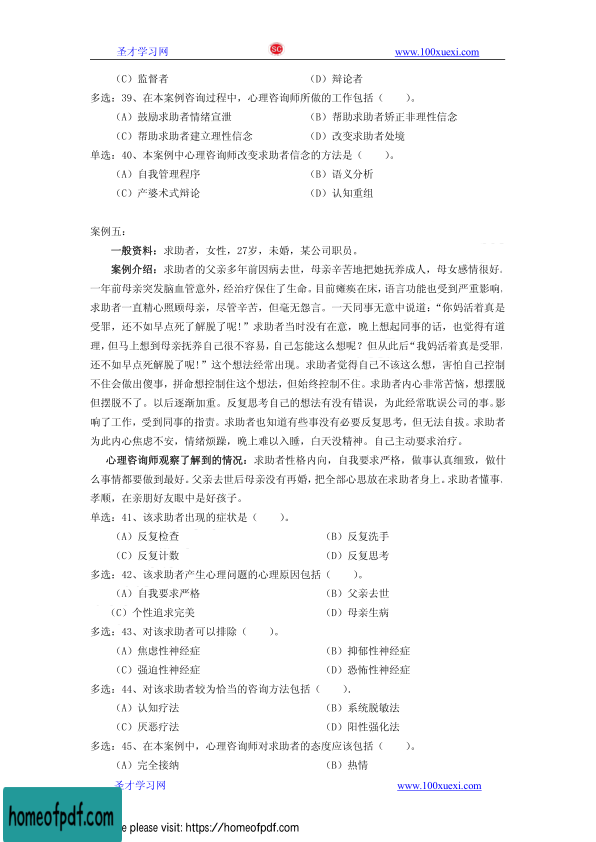 圣才学习网 SC www.100xuexi.com
（C）监督者 （D）辩论者
多选：39、在本案例咨询过程中，心理咨询师所做的工作包括（ ）。
（A）鼓励求助者情绪宣泄 （B）帮助求助者矫正非理性信念
（C）帮助求助者建立理性信念 （D）改变求助者处境
单选：40、本案例中心理咨询师改变求助者信念的方法是（ ）。
（A）自我管理程序 （B）语义分析
（C）产婆术式辩论 （D）认知重组
案例五：
一般资料：求助者，女性，27岁，未婚，某公司职员。
案例介绍：求助者的父亲多年前因病去世，母亲辛苦地把她抚养成人，母女感情很好。
一年前母亲突发脑血管意外，经治疗保住了生命。目前瘫痪在床，语言功能也受到严重影响。
求助者一直精心照顾母亲，尽管辛苦，但毫无怨言。一天同事无意中说道：“你妈活着真是
受罪，还不如早点死了解脱了呢!”求助者当时没有在意，晚上想起同事的话，也觉得有道
理，但马上想到母亲抚养自己很不容易，自己怎能这么想呢？但从此后“我妈活着真是受罪，
还不如早点死解脱了呢!”这个想法经常出现。求助者觉得自己不该这么想，害怕自己控制
不住会做出傻事，拼命想控制住这个想法，但始终控制不住。求助者内心非常苦恼，想摆脱
但摆脱不了。以后逐渐加重。反复思考自己的想法有没有错误，为此经常耽误公司的事。影
响了工作，受到同事的指责。求助者也知道有些事没有必要反复思考，但无法自拔。求助者
为此内心焦虑不安，情绪烦躁，晚上难以入睡，白天没精神。自己主动要求治疗。
心理咨询师观察了解到的情况：求助者性格内向，自我要求严格，做事认真细致，做什
么事情都要做到最好。父亲去世后母亲没有再婚，把全部心思放在求助者身上。求助者懂事、
孝顺，在亲朋好友眼中是好孩子。
单选：41、该求助者出现的症状是（ ）。
（A）反复检查 （B）反复洗手
（C）反复计数 （D）反复思考
多选：42、该求助者产生心理问题的心理原因包括（ ）。
（A）自我要求严格 （B）父亲去世
（C）个性追求完美 （D）母亲生病
多选：43、对该求助者可以排除（ ）。
（A）焦虑性神经症 （B）抑郁性神经症
（C）强迫性神经症 （D）恐怖性神经症
多选：44、对该求助者较为恰当的咨询方法包括（ ）.
（A）认知疗法 （B）系统脱敏法
（C）厌恶疗法 （D）阳性强化法
多选：45、在本案例中，心理咨询师对求助者的态度应该包括（ ）。
（A）完全接纳 （B）热情
圣才学习网 www.100xuexi.com
homeofpdf.com
e please visit: https://homeofpdf.com